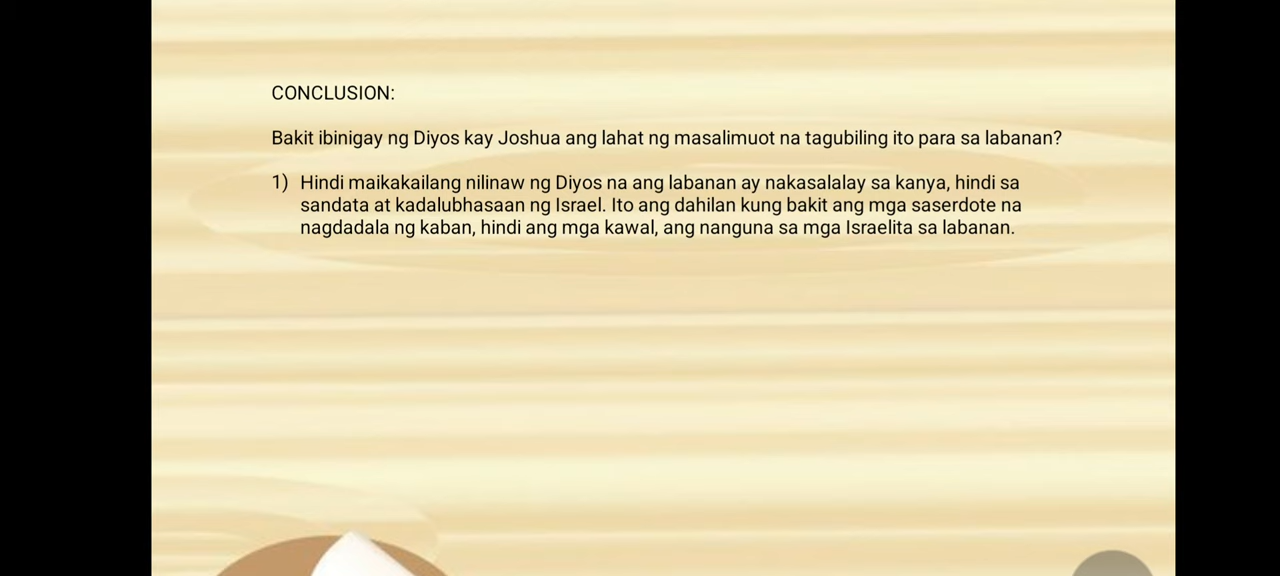 CONCLUSION:
Bakit ibinigay ng Diyos kay Joshua ang lahat ng masalimuot na tagubiling ito para sa labanan?
1) Hindi maikakailang nilinaw ng Diyos na ang labanan ay nakasalalay sa kanya, hindi sa
sandata at kadalubhasaan ng Israel. Ito ang dahilan kung bakit ang mga saserdote na
nagdadala ng kaban, hindi ang mga kawal, ang nanguna sa mga Israelita sa labanan.